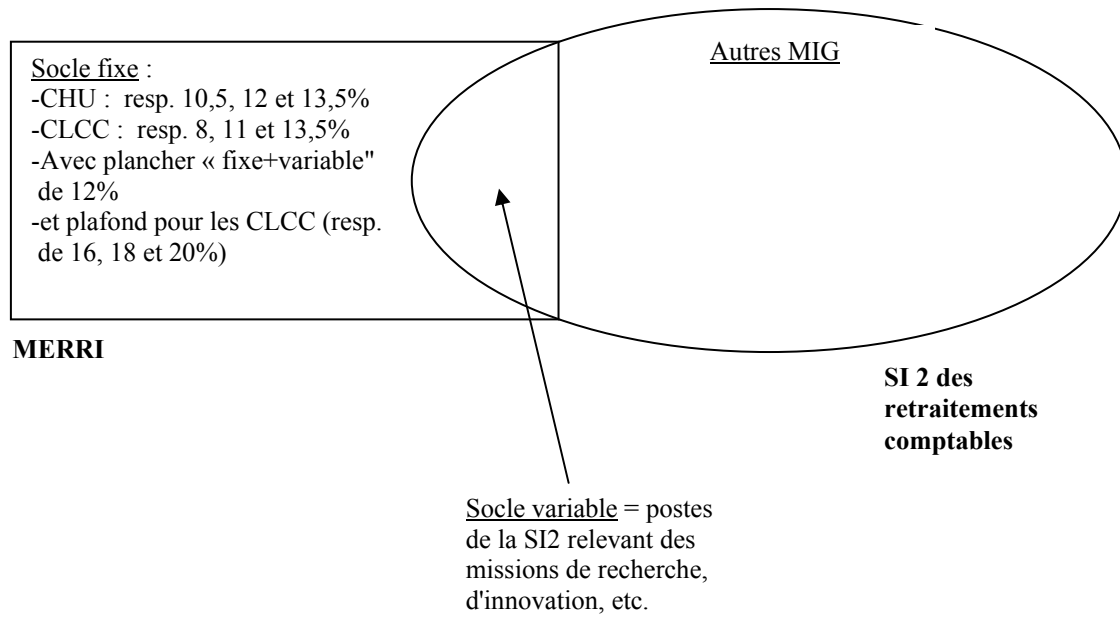 Autres MIG
Socle fixe :
-CHU : resp. 10,5, 12 et 13,5%
-CLCC : resp. 8, 11 et 13,5%
-Avec plancher « fixe+variable"
de 12%
-et plafond pour les CLCC (resp.
de 16, 18 et 20%)
MERRI
SI 2 des
retraitements
comptables
Socle variable = postes
de la SI2 relevant des
missions de recherche,
d'innovation, etc.